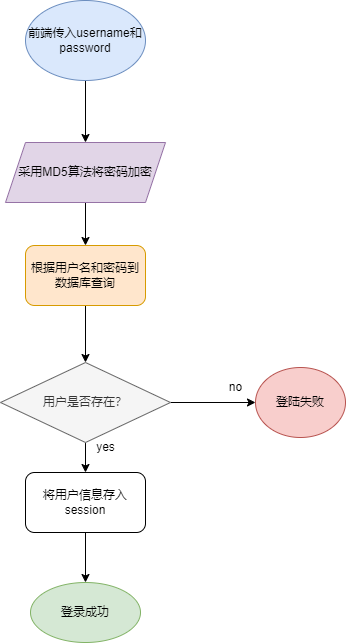 前端传入username和
password
采用MD5算法将密码加密
根据用户名和密码到
数据库查询
用户是否存在？
no
登陆失败
yes
将用户信息存入
session
登录成功